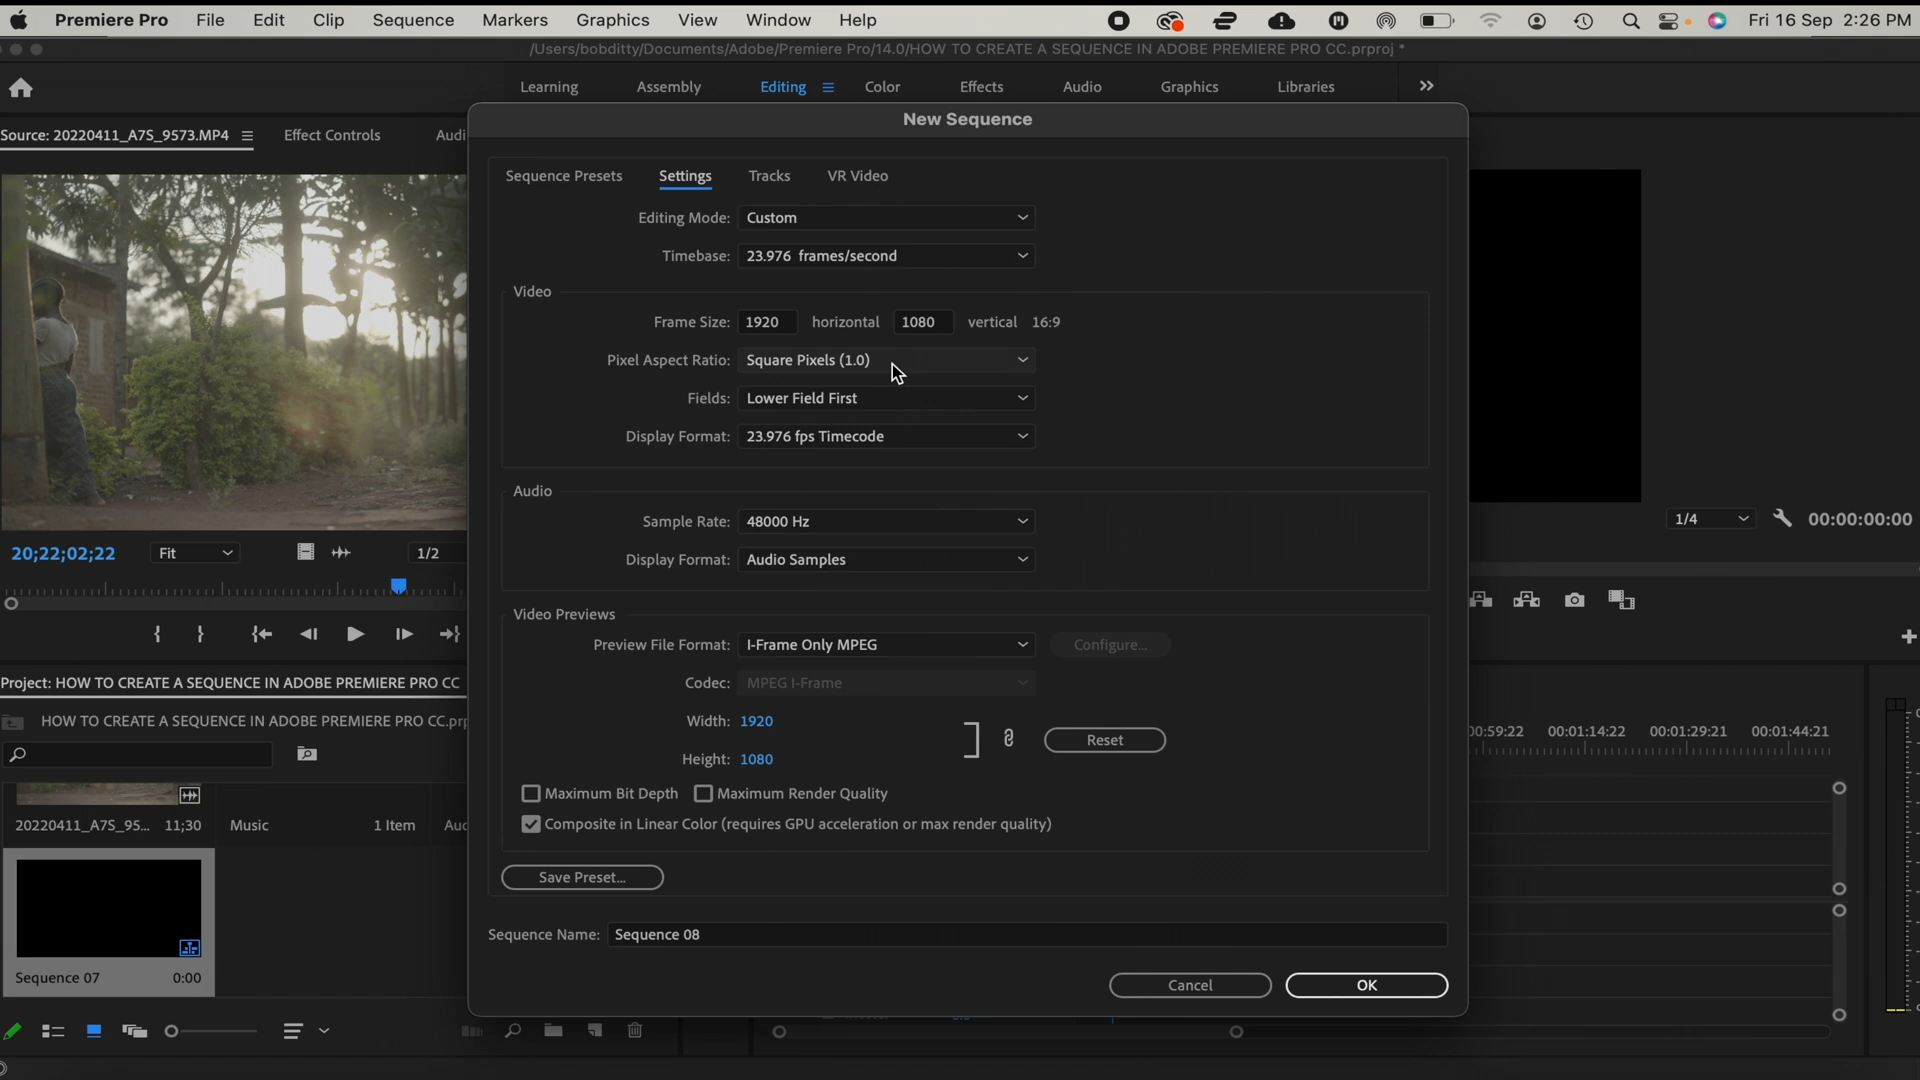 Premiere Pro File Edit Clip Sequence Markers Graphics View Window Help Fri 16 Sep 2:26 PM
/Users/bobditty/Documents/Adobe/Premiere Pro/14.0/HOW TO CREATE A SEQUENCE IN ADOBE PREMIERE PRO CC.prproj *
Learning Assembly Editing Color Effects Audio Graphics Libraries
New Sequence
Source: 20220411_A7S_9573.MP4 Effect Controls Audi
Sequence Presets Settings Tracks VR Video
Editing Mode: Custom
Timebase: 23.976 frames/second
Video
Frame Size: 1920 horizontal 1080 vertical 16:9
Pixel Aspect Ratio: Square Pixels (1.0)
Fields: Lower Field First
Display Format: 23.976 fps Timecode
Audio
Sample Rate: 48000 Hz
Display Format: Audio Samples
Video Previews
Preview File Format: I-Frame Only MPEG Configure...
Codec: MPEG I-Frame
Width: 1920
Height: 1080
Reset
Maximum Bit Depth Maximum Render Quality
Composite in Linear Color (requires GPU acceleration or max render quality)
Save Preset...
Sequence Name: Sequence 08
Cancel OK
20;22;02;22 Fit 1/2
1/4 00:00:00:00
Project: HOW TO CREATE A SEQUENCE IN ADOBE PREMIERE PRO CC
HOW TO CREATE A SEQUENCE IN ADOBE PREMIERE PRO CC.prp
00:59:22 00:01:14:22 00:01:29:21 00:01:44:21
20220411_A7S_95... 11;30 Music 1 Item Auc
Sequence 07 0:00